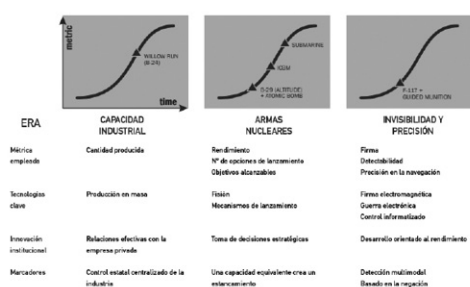 metric
time
WILLOW RUN
(B-24)
SUBMARINE
ICBM
B-29 (ALTITUDE)
+ ATOMIC BOMB
F-117 +
GUIDED MUNITION
ERA
CAPACIDAD
INDUSTRIAL
ARMAS
NUCLEARES
INVISIBILIDAD Y
PRECISIÓN
Métrica
empleada
Cantidad producida
Rendimiento
Nº de opciones de lanzamiento
Objetivos alcanzables
Firma
Detectabilidad
Precisión en la navegación
Tecnologías
clave
Producción en masa
Fisión
Mecanismos de lanzamiento
Firma electromagnética
Guerra electrónica
Control informatizado
Innovación
institucional
Relaciones efectivas con la
empresa privada
Toma de decisiones estratégicas
Desarrollo orientado al rendimiento
Marcadores
Control estatal centralizado de la
industria
Una capacidad equivalente crea un
estancamiento
Detección multimodal
Basado en la negación